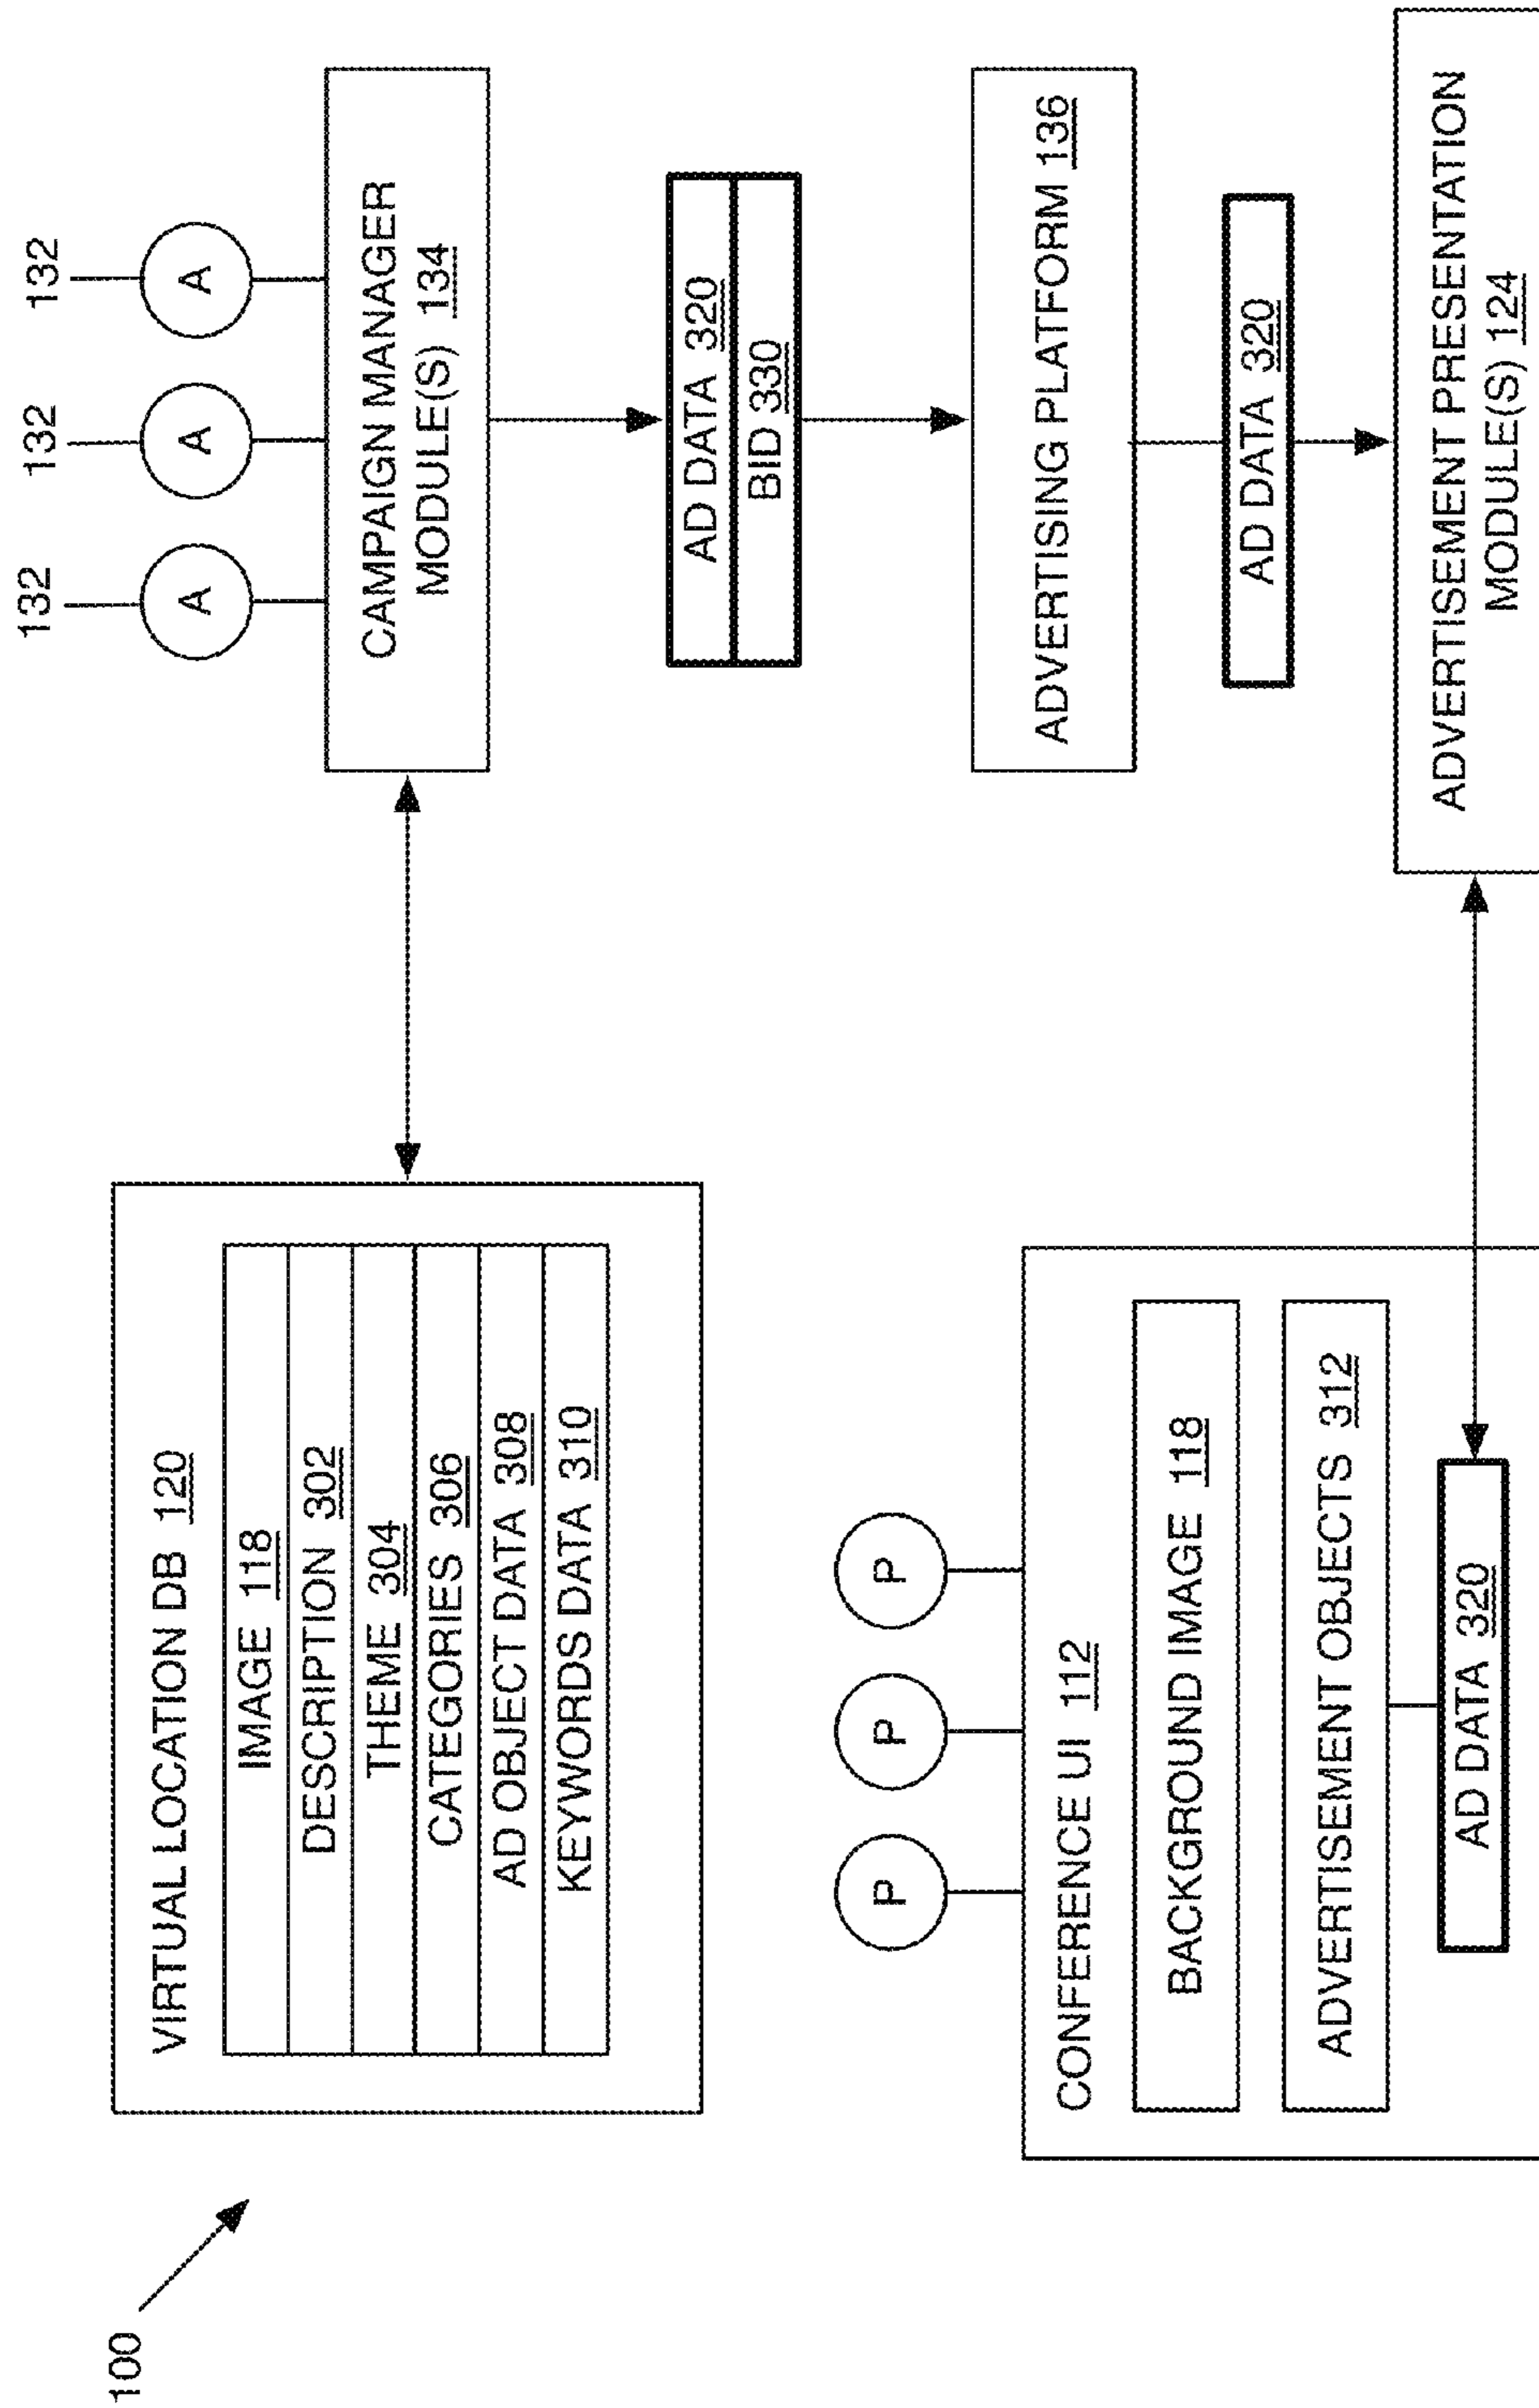 100
VIRTUAL LOCATION DB 120
IMAGE 118
DESCRIPTION 302
THEME 304
CATEGORIES 306
AD OBJECT DATA 308
KEYWORDS DATA 310
132
132
132
A
A
A
CAMPAIGN MANAGER
MODULE(S) 134
AD DATA 320
BID 330
P
P
P
CONFERENCE UI 112
BACKGROUND IMAGE 118
ADVERTISEMENT OBJECTS 312
AD DATA 320
ADVERTISING PLATFORM 136
AD DATA 320
ADVERTISEMENT PRESENTATION
MODULE(S) 124